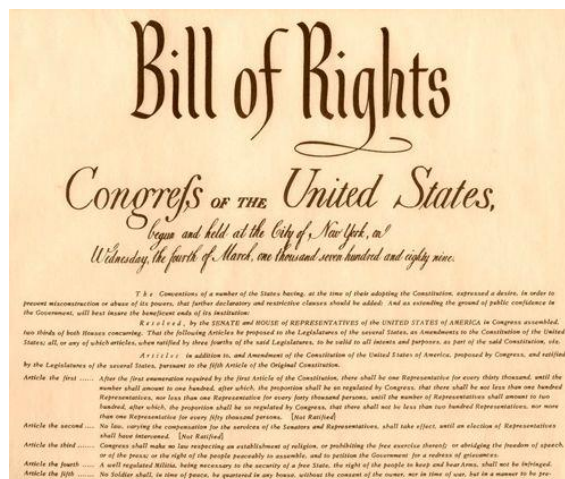 Bill of Rights
Congreſs OF THE United States,
begun and held at the City of New York, on
Wednesday, the fourth of March, one thousand seven hundred and eighty nine.
The Conventions of a number of the States having, at the time of their adopting the Constitution, expressed a desire, in order to
prevent misconstruction or abuse of its powers, that further declaratory and restrictive clauses should be added: And as extending the ground of public confidence in
the Government, will best insure the beneficent ends of its institution:
Resolved, by the SENATE and HOUSE of REPRESENTATIVES of the UNITED STATES of AMERICA in Congress assembled,
two thirds of both Houses concurring, That the following Articles be proposed to the Legislatures of the several States, as Amendments to the Constitution of the United
States; all, or any of which articles, when ratified by three fourths of the said Legislatures, to be valid to all intents and purposes, as part of the said Constitution, viz.
Articles in addition to, and Amendment of the Constitution of the United States of America, proposed by Congress, and ratified
by the Legislatures of the several States, pursuant to the fifth Article of the Original Constitution.
Article the first ...... After the first enumeration required by the first Article of the Constitution, there shall be one Representative for every thirty thousand, until the
number shall amount to one hundred, after which, the proportion shall be so regulated by Congress, that there shall be not less than one hundred
Representatives, nor less than one Representative for every forty thousand persons, until the number of Representatives shall amount to two
hundred, after which, the proportion shall be so regulated by Congress, that there shall not be less than two hundred Representatives, nor more
than one Representative for every fifty thousand persons. [Not Ratified]
Article the second .... No law, varying the compensation for the services of the Senators and Representatives, shall take effect, until an election of Representatives
shall have intervened. [Not Ratified]
Article the third ...... Congress shall make no law respecting an establishment of religion, or prohibiting the free exercise thereof; or abridging the freedom of speech,
or of the press; or the right of the people peaceably to assemble, and to petition the Government for a redress of grievances.
Article the fourth ..... A well regulated Militia, being necessary to the security of a free State, the right of the people to keep and bear Arms, shall not be infringed.
Article the fifth ...... No Soldier shall, in time of peace, be quartered in any house, without the consent of the owner, nor in time of war, but in a manner to be pre-